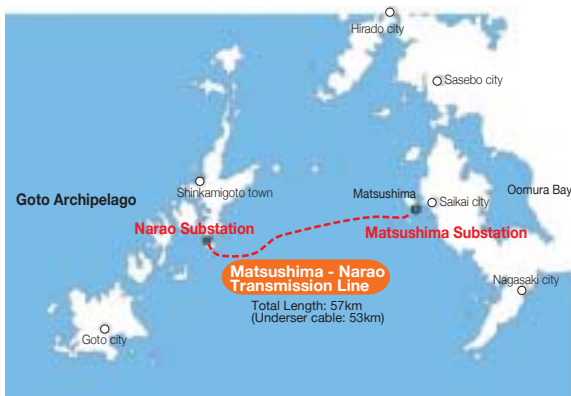 Hirado city
Sasebo city
Shinkamigoto town
Matsushima
Goto Archipelago
Saikai city
Oomura Bay
Narao Substation
Matsushima Substation
Matsushima - Narao
Transmission Line
Nagasaki city
Total Length: 57km
(Underser cable: 53km)
Goto city